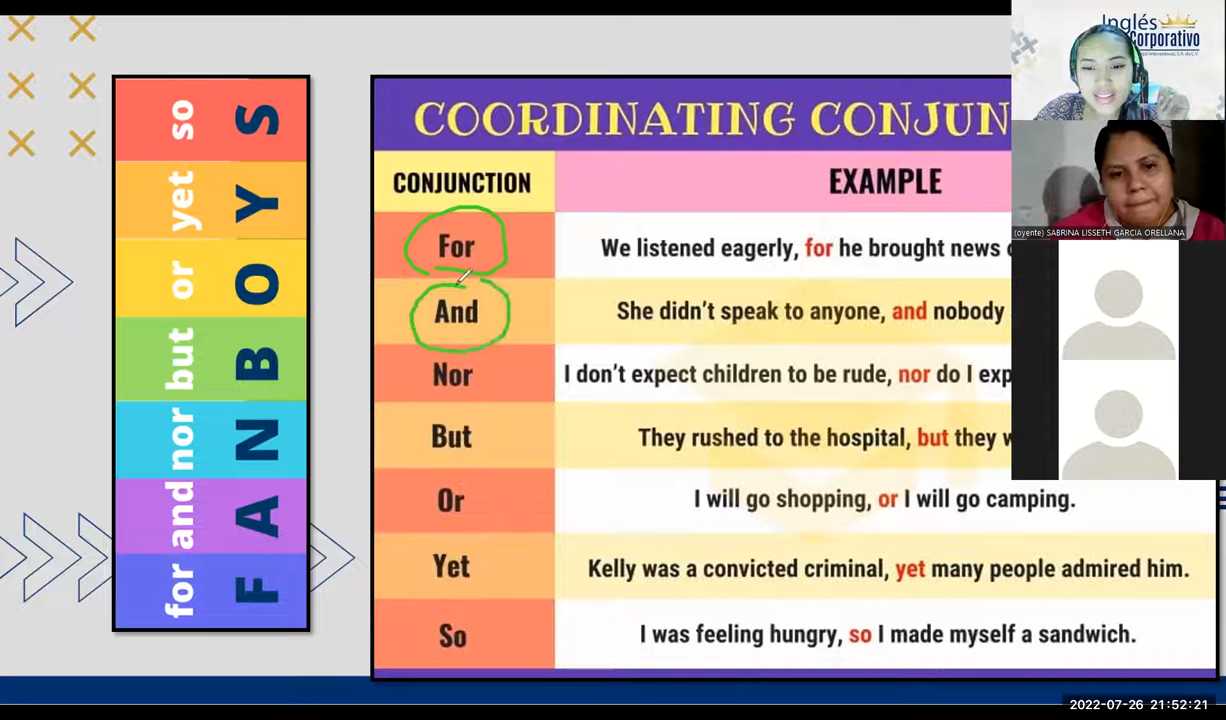 so yet or but nor and for
S Y O B N A F
COORDINATING CONJUN
CONJUNCTION EXAMPLE
For We listened eagerly, for he brought news
And She didn't speak to anyone, and nobody
Nor I don't expect children to be rude, nor do I exp
But They rushed to the hospital, but they
Or I will go shopping, or I will go camping.
Yet Kelly was a convicted criminal, yet many people admired him.
So I was feeling hungry, so I made myself a sandwich.
Inglés
Corporativo
(oyente) SABRINA LISSETH GARCIA ORELLANA
2022-07-26 21:52:21